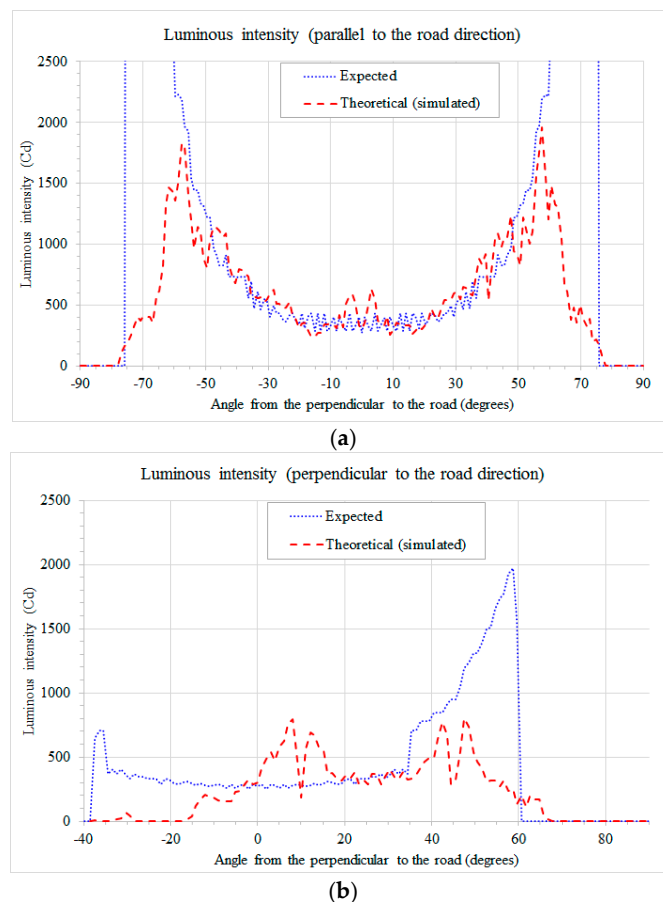 Luminous intensity (parallel to the road direction)
2500
2000
1500
1000
500
0
Luminous intensity (Cd)
Expected
Theoretical (simulated)
-90 -70 -50 -30 -10 10 30 50 70 90
Angle from the perpendicular to the road (degrees)
(a)
Luminous intensity (perpendicular to the road direction)
2500
2000
1500
1000
500
0
Luminous intensity (Cd)
Expected
Theoretical (simulated)
-40 -20 0 20 40 60 80
Angle from the perpendicular to the road (degrees)
(b)